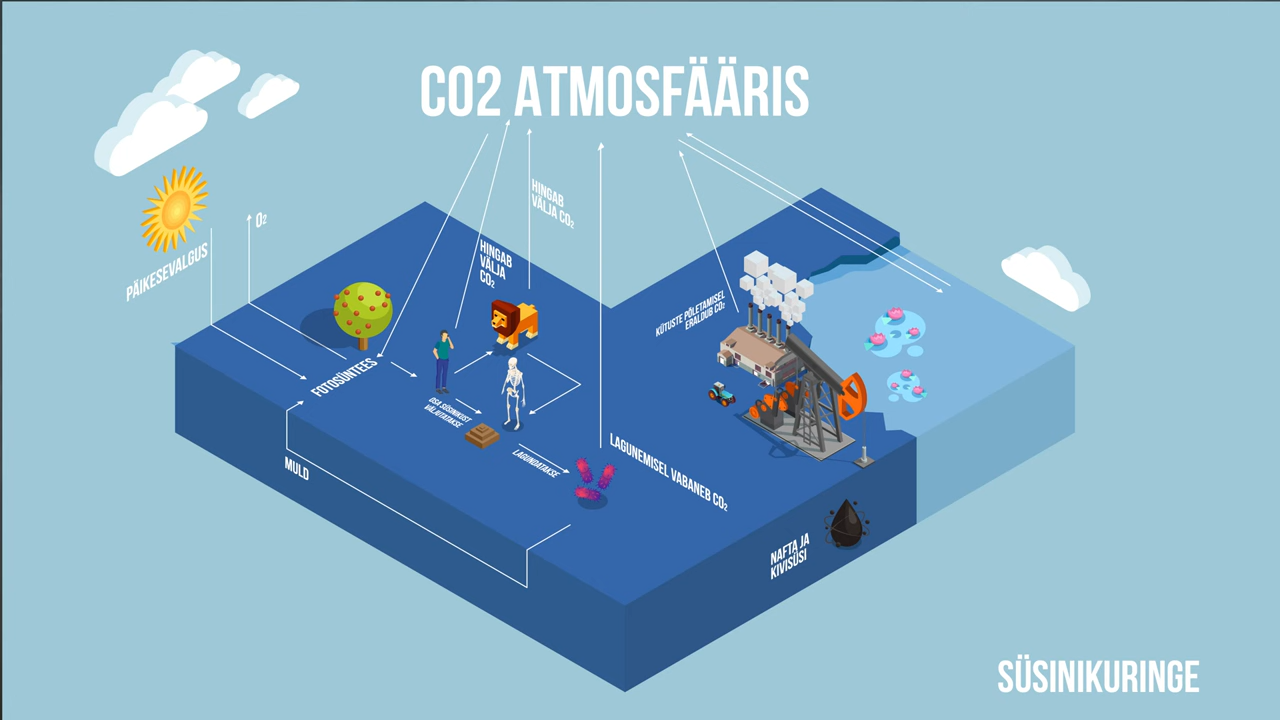 CO2 ATMOSFÄÄRIS
O₂
PÄIKESEVALGUS
HINGAB
VÄLJA CO₂
HINGAB
VÄLJA
CO₂
KÜTUSTE PÕLETAMISEL
ERALDUB CO₂
FOTOSÜNTEES
OSA SÜSINIKUST
VÄLJUTATAKSE
LAGUNDATAKSE
LAGUNEMISEL VABANEB CO₂
MULD
NAFTA JA
KIVISÜSI
SÜSINIKURINGE